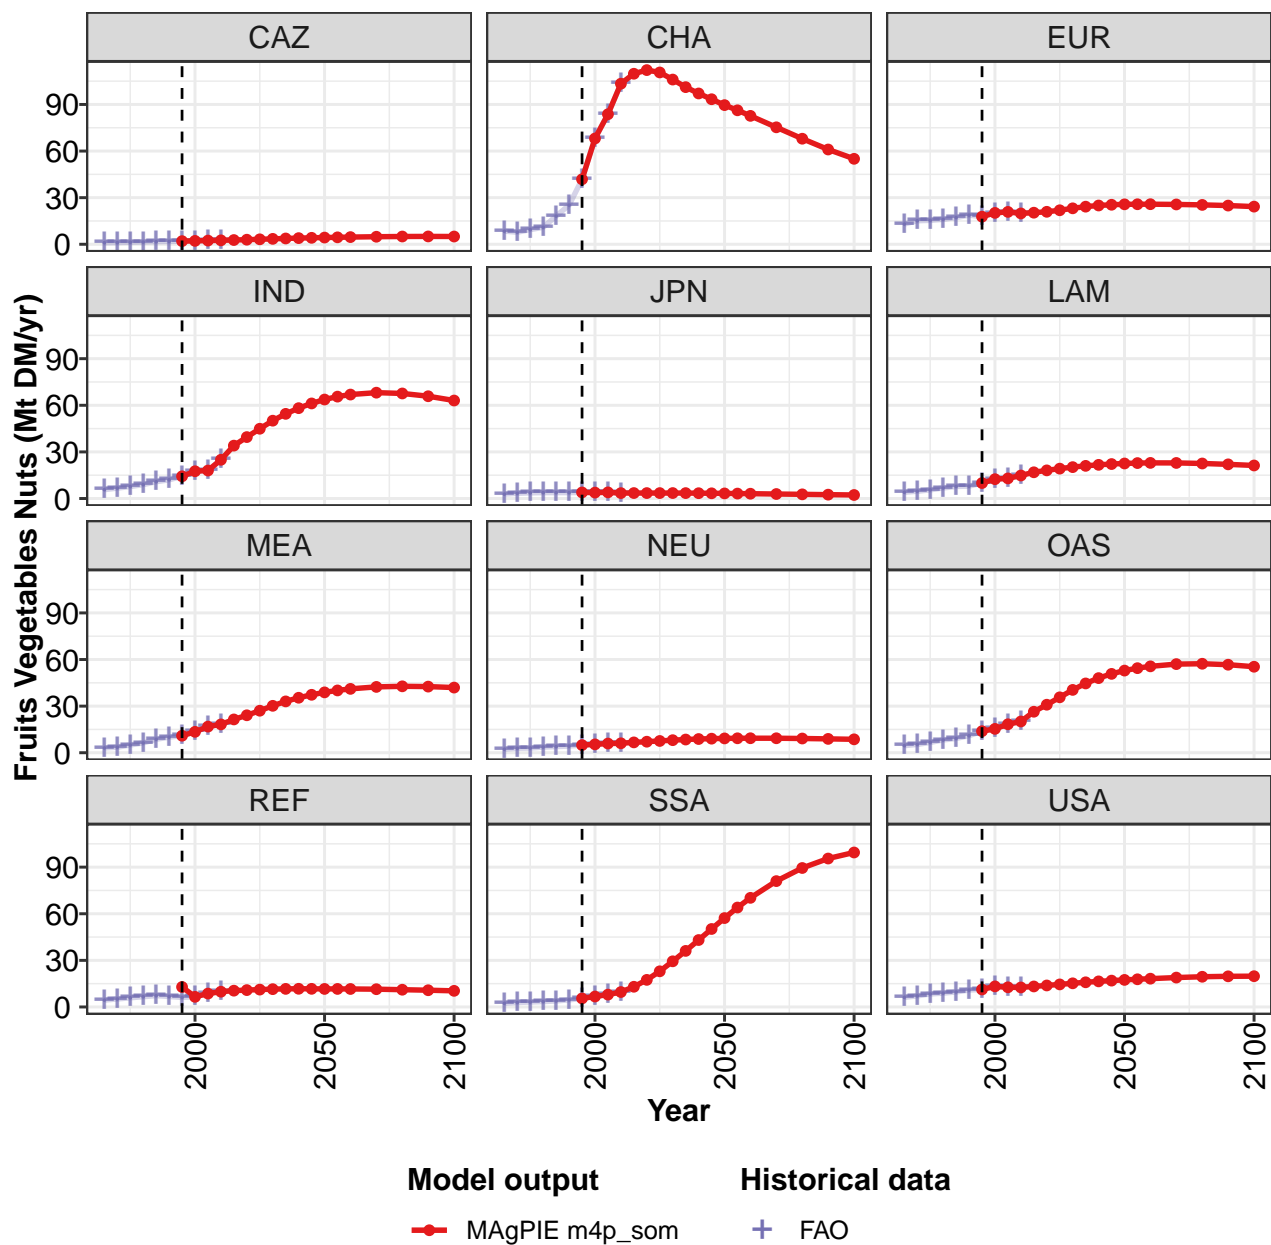 CAZ CHA EUR
90
60
30
0
IND JPN LAM
90
60
30
0
MEA NEU OAS
90
60
30
0
REF SSA USA
90
60
30
0
Fruits Vegetables Nuts (Mt DM/yr)
2000 2050 2100 2000 2050 2100 2000 2050 2100
Year
Model output Historical data
MAgPIE m4p_som FAO